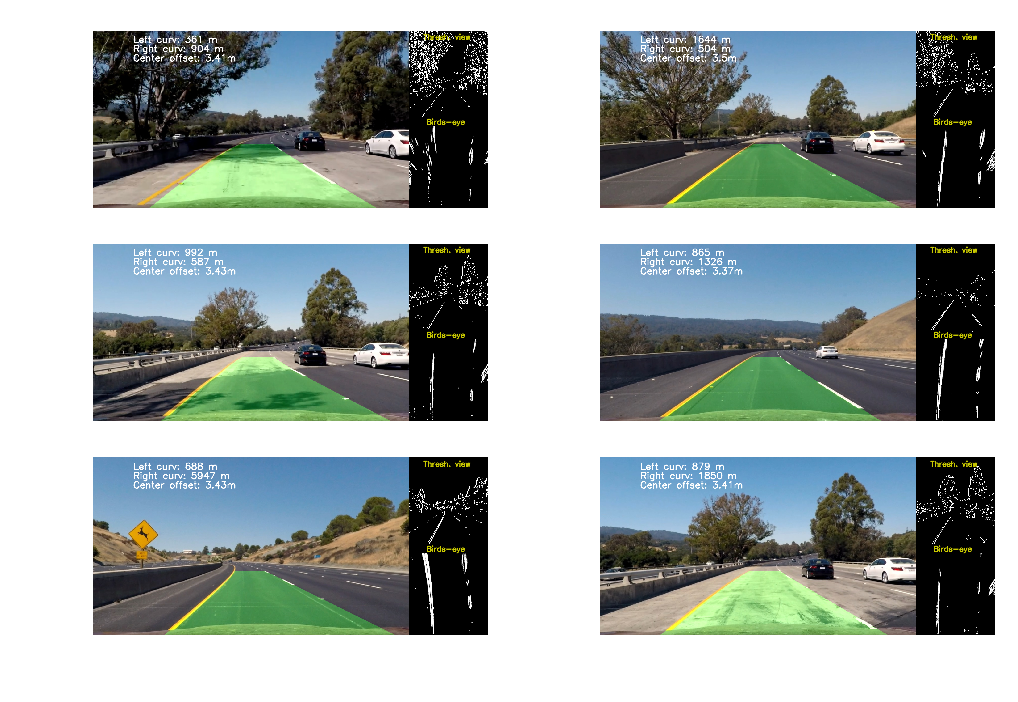 Left curv: 361 m
Right curv: 904 m
Center offset: 3.41m
Thresh. view
Birds-eye
Left curv: 1644 m
Right curv: 504 m
Center offset: 3.5m
Thresh. view
Birds-eye
Left curv: 992 m
Right curv: 587 m
Center offset: 3.43m
Thresh. view
Birds-eye
Left curv: 865 m
Right curv: 1326 m
Center offset: 3.37m
Thresh. view
Birds-eye
Left curv: 688 m
Right curv: 5947 m
Center offset: 3.43m
Thresh. view
Birds-eye
Left curv: 879 m
Right curv: 1850 m
Center offset: 3.41m
Thresh. view
Birds-eye